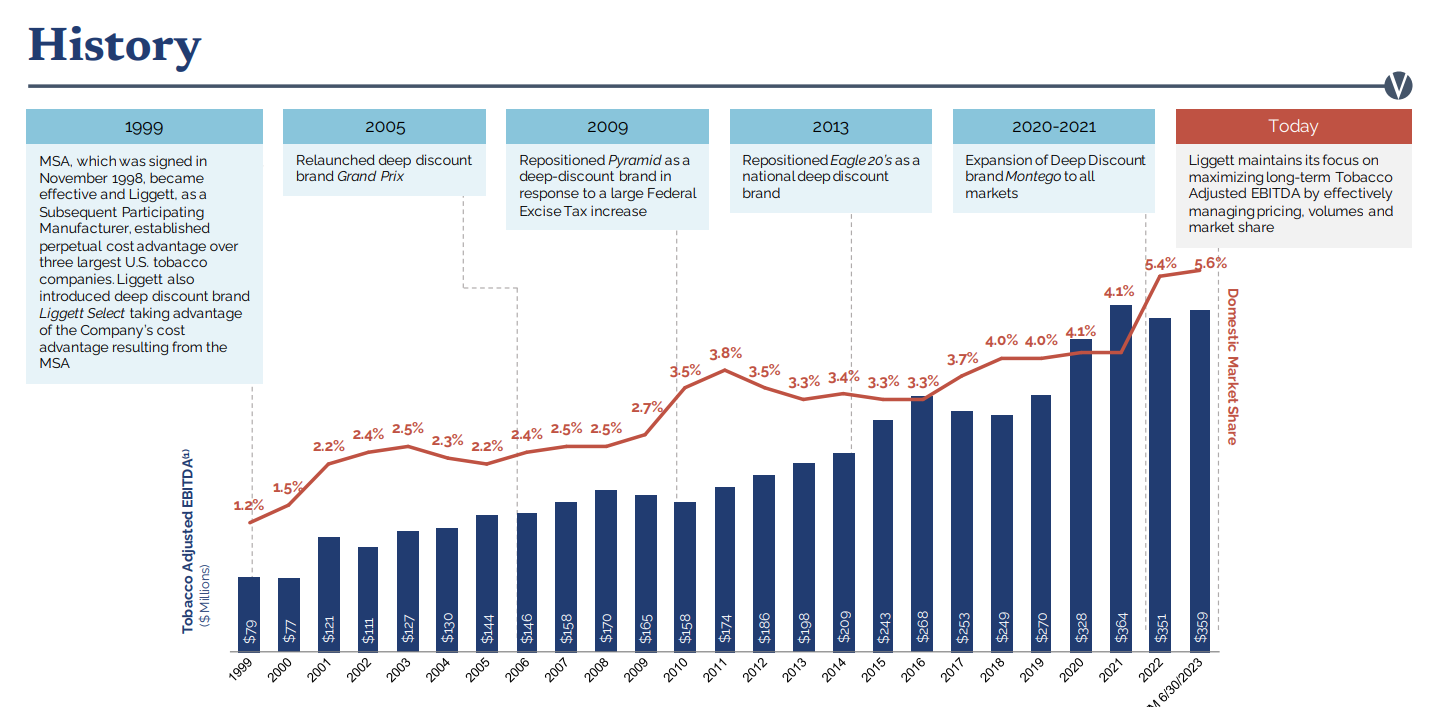 History
1999
MSA, which was signed in
November 1998, became
effective and Liggett, as a
Subsequent Participating
Manufacturer, established
perpetual cost advantage over
three largest U.S. tobacco
companies. Liggett also
introduced deep discount brand
Liggett Select taking advantage
of the Company's cost
advantage resulting from the
MSA
2005
Relaunched deep discount
brand Grand Prix
2009
Repositioned Pyramid as a
deep-discount brand in
response to a large Federal
Excise Tax increase
2013
Repositioned Eagle 20's as a
national deep discount
brand
2020-2021
Expansion of Deep Discount
brand Montego to all
markets
Today
Liggett maintains its focus on
maximizing long-term Tobacco
Adjusted EBITDA by effectively
managing pricing, volumes and
market share
Tobacco Adjusted EBITDA(1)
($ Millions)
1.2% 1.5% 2.2% 2.4% 2.5% 2.3% 2.2% 2.4% 2.5% 2.5% 2.7% 3.5% 3.8% 3.5% 3.3% 3.4% 3.3% 3.3% 3.7% 4.0% 4.0% 4.1% 4.1% 5.4% 5.6%
Domestic Market Share
$79 $77 $121 $111 $127 $130 $144 $146 $158 $170 $165 $158 $174 $186 $198 $209 $243 $268 $253 $249 $270 $328 $364 $351 $359
1999 2000 2001 2002 2003 2004 2005 2006 2007 2008 2009 2010 2011 2012 2013 2014 2015 2016 2017 2018 2019 2020 2021 2022 M 6/30/2023